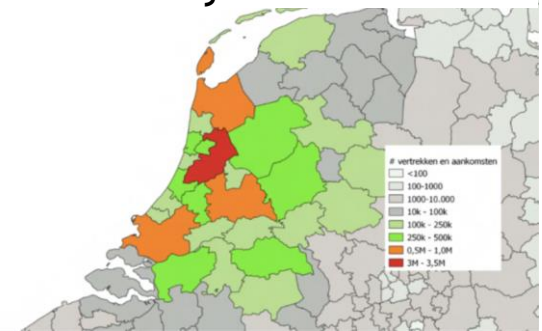 # vertrekken en aankomsten
<100
100-1000
1000-10.000
10k - 100k
100k - 250k
250k - 500k
0,5M - 1,0M
3M - 3,5M